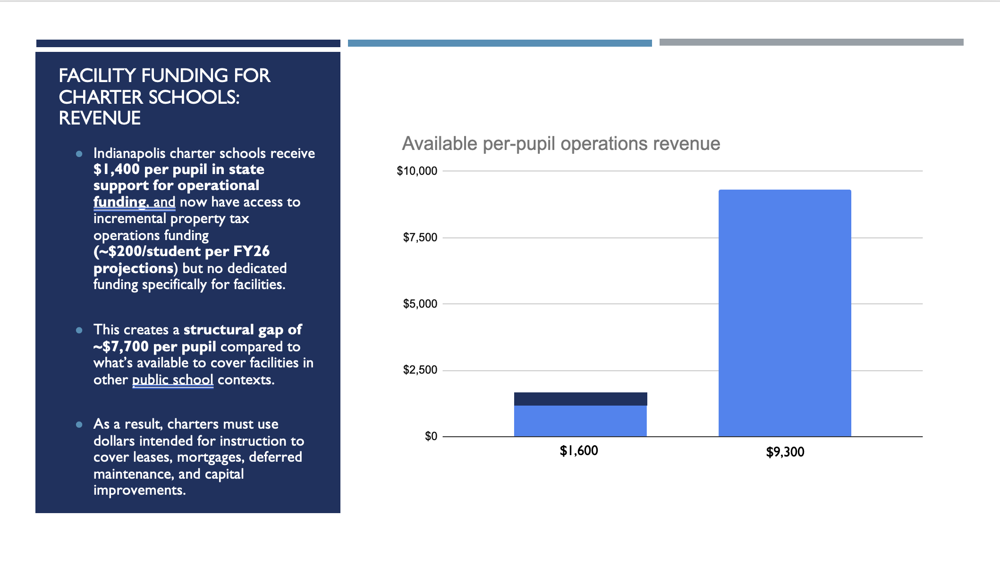 FACILITY FUNDING FOR
CHARTER SCHOOLS:
REVENUE
Indianapolis charter schools receive
$1,400 per pupil in state
support for operational
funding, and now have access to
incremental property tax
operations funding
(~$200/student per FY26
projections) but no dedicated
funding specifically for facilities.
This creates a structural gap of
~$7,700 per pupil compared to
what’s available to cover facilities in
other public school contexts.
As a result, charters must use
dollars intended for instruction to
cover leases, mortgages, deferred
maintenance, and capital
improvements.
Available per-pupil operations revenue
$10,000
$7,500
$5,000
$2,500
$0
$1,600
$9,300